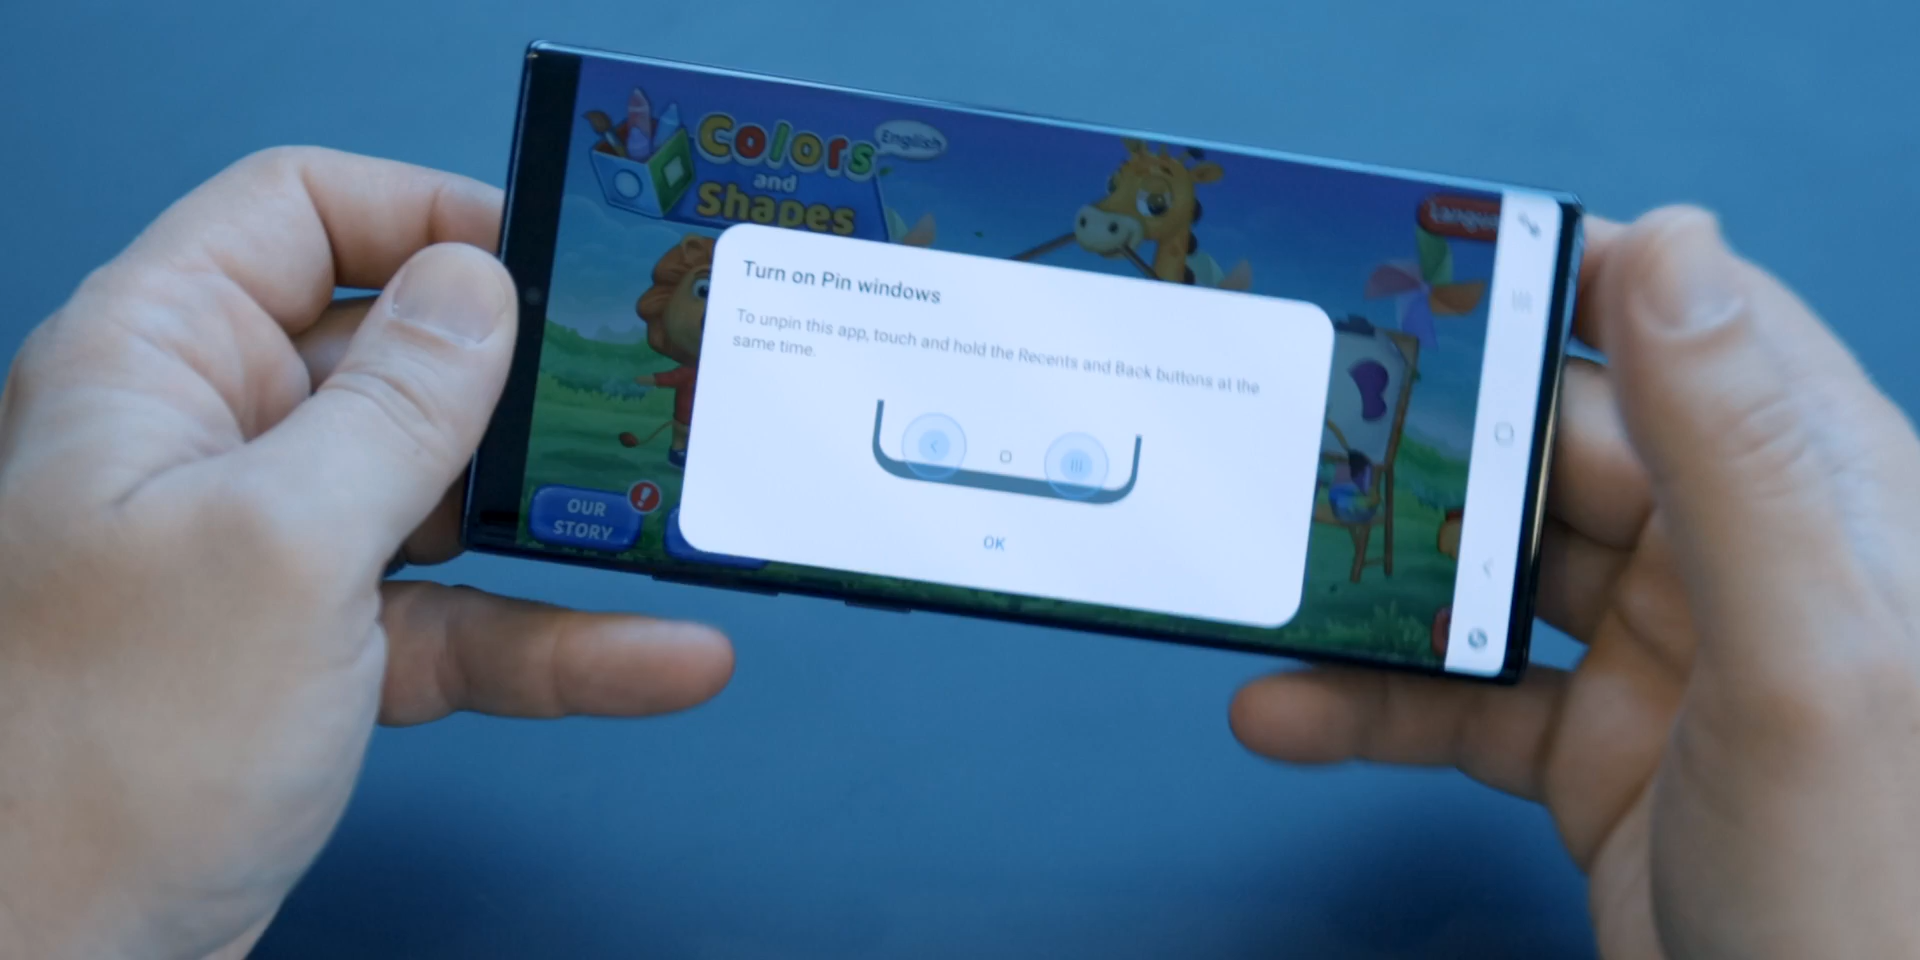 Colors
English
and
Shapes
Turn on Pin windows
To unpin this app, touch and hold the Recents and Back buttons at the
same time.
OUR
STORY
OK